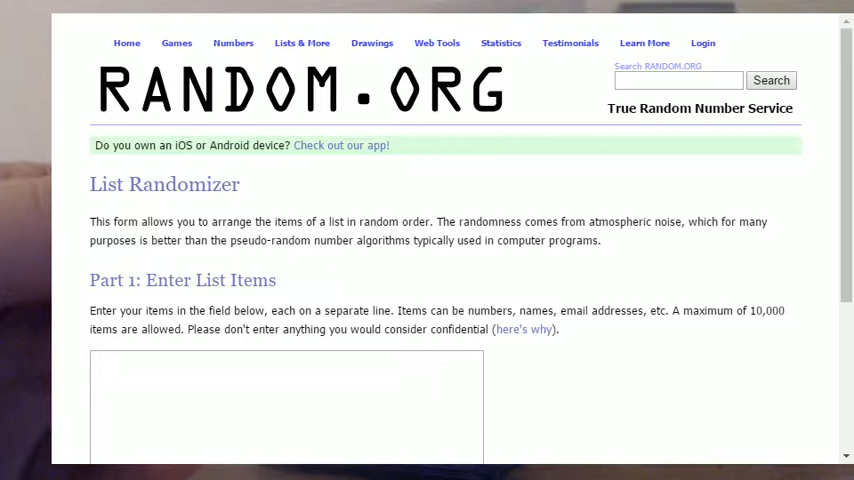 Home Games Numbers Lists & More Drawings Web Tools Statistics Testimonials Learn More Login
Search RANDOM.ORG
RANDOM.ORG
Search
True Random Number Service
Do you own an iOS or Android device? Check out our app!
List Randomizer
This form allows you to arrange the items of a list in random order. The randomness comes from atmospheric noise, which for many
purposes is better than the pseudo-random number algorithms typically used in computer programs.
Part 1: Enter List Items
Enter your items in the field below, each on a separate line. Items can be numbers, names, email addresses, etc. A maximum of 10,000
items are allowed. Please don't enter anything you would consider confidential (here's why).